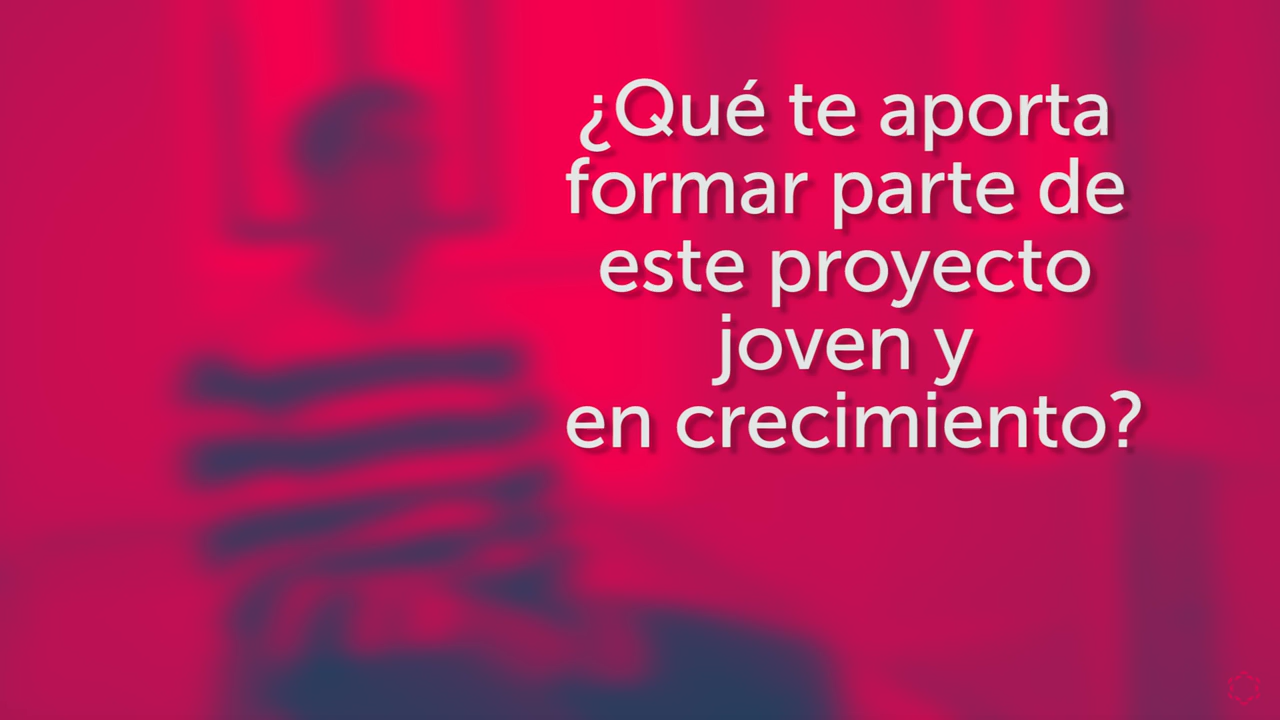 ¿Qué te aporta
formar parte de
este proyecto
joven y
en crecimiento?